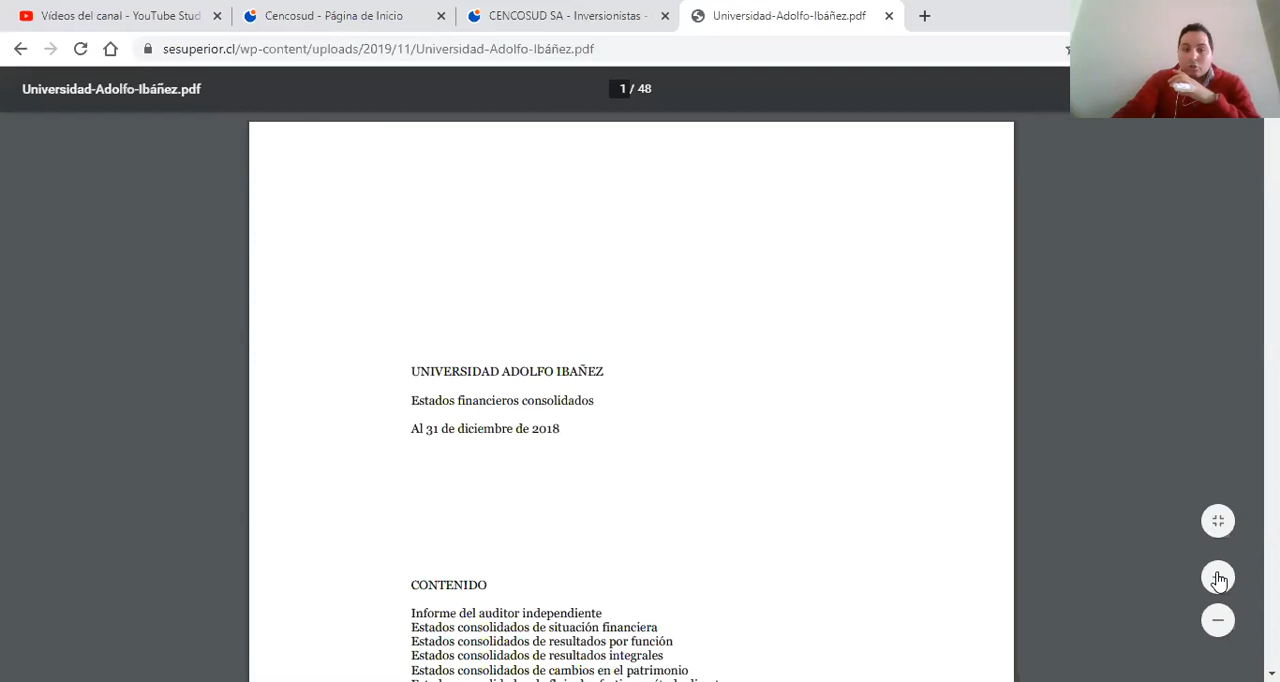 Vídeos del canal - YouTube Stud
Cencosud - Página de Inicio
CENCOSUD SA - Inversionistas -
Universidad-Adolfo-Ibáñez.pdf
sesuperior.cl/wp-content/uploads/2019/11/Universidad-Adolfo-Ibáñez.pdf
Universidad-Adolfo-Ibáñez.pdf
1 / 48
UNIVERSIDAD ADOLFO IBAÑEZ
Estados financieros consolidados
Al 31 de diciembre de 2018
CONTENIDO
Informe del auditor independiente
Estados consolidados de situación financiera
Estados consolidados de resultados por función
Estados consolidados de resultados integrales
Estados consolidados de cambios en el patrimonio